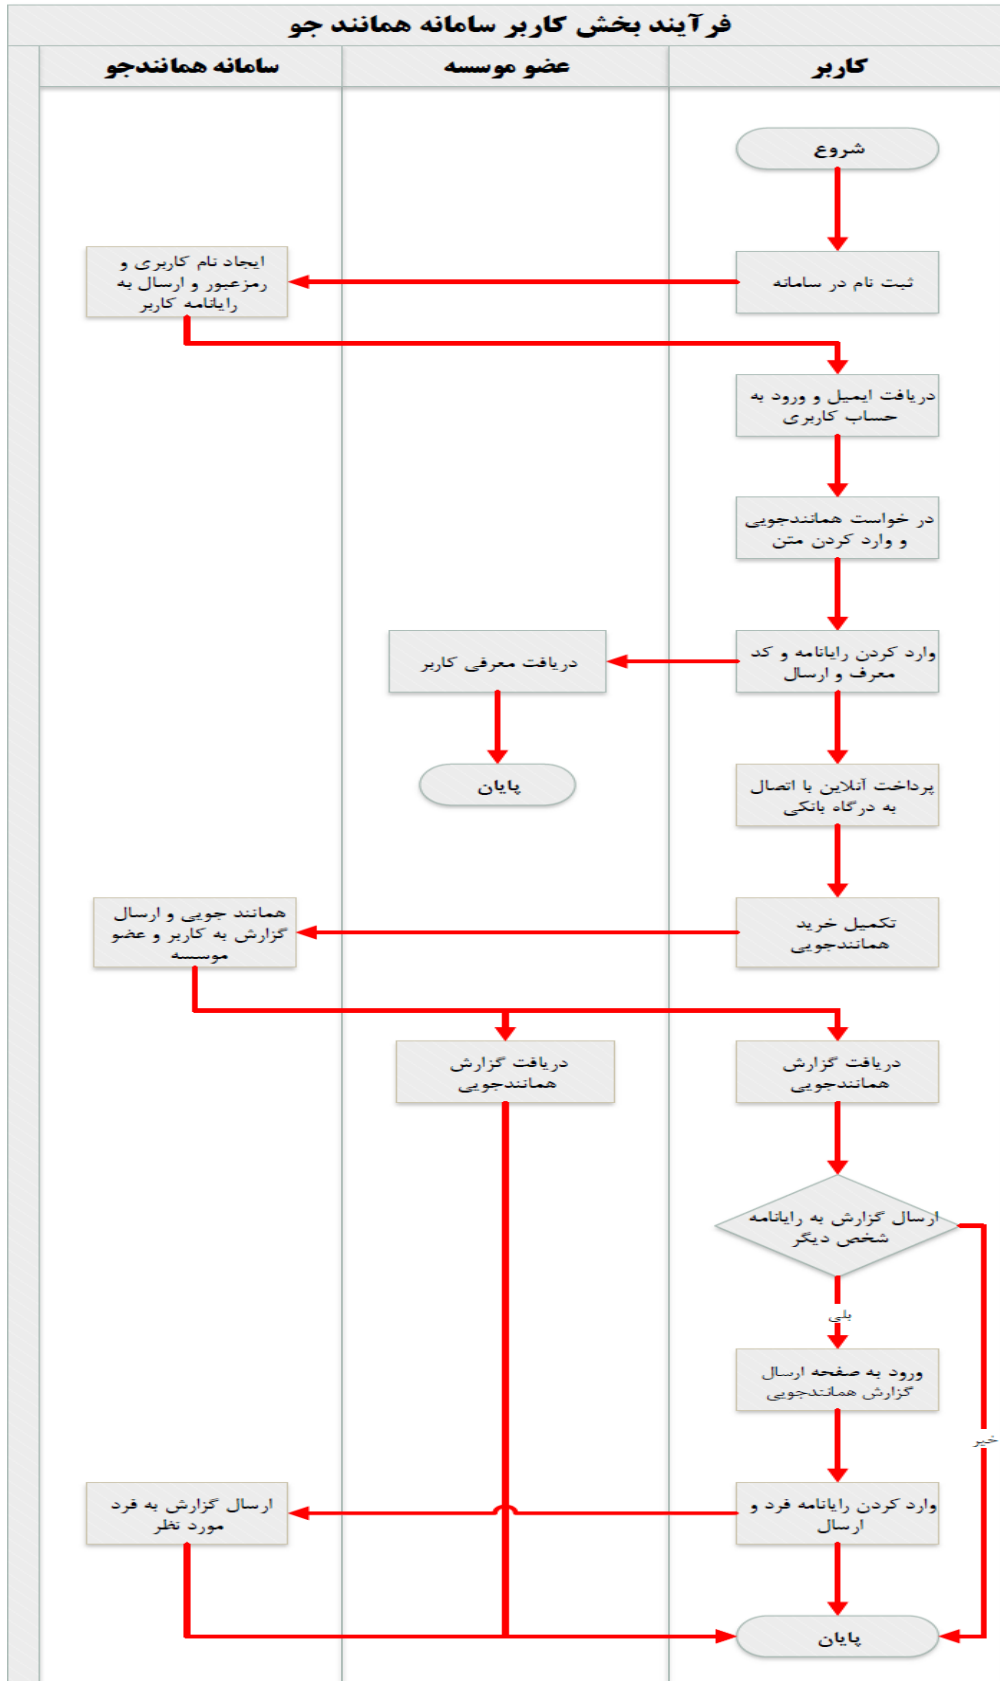 فرآیند بخش کاربر سامانه همانند جو
کاربر
عضو موسسه
سامانه همانندجو
شروع
ثبت نام در سامانه
ایجاد نام کاربری و
رمزعبور و ارسال به
رایانامه کاربر
دریافت ایمیل و ورود به
حساب کاربری
در خواست همانندجویی
و وارد کردن متن
وارد کردن رایانامه و کد
معرف و ارسال
دریافت معرفی کاربر
پایان
پرداخت آنلاین با اتصال
به درگاه بانکی
تکمیل خرید
همانندجویی
همانند جویی و ارسال
گزارش به کاربر و عضو
موسسه
دریافت گزارش
همانندجویی
دریافت گزارش
همانندجویی
ارسال گزارش به رایانامه
شخص دیگر
بلی
ورود به صفحه ارسال
گزارش همانندجویی
خیر
وارد کردن رایانامه فرد و
ارسال
ارسال گزارش به فرد
مورد نظر
پایان